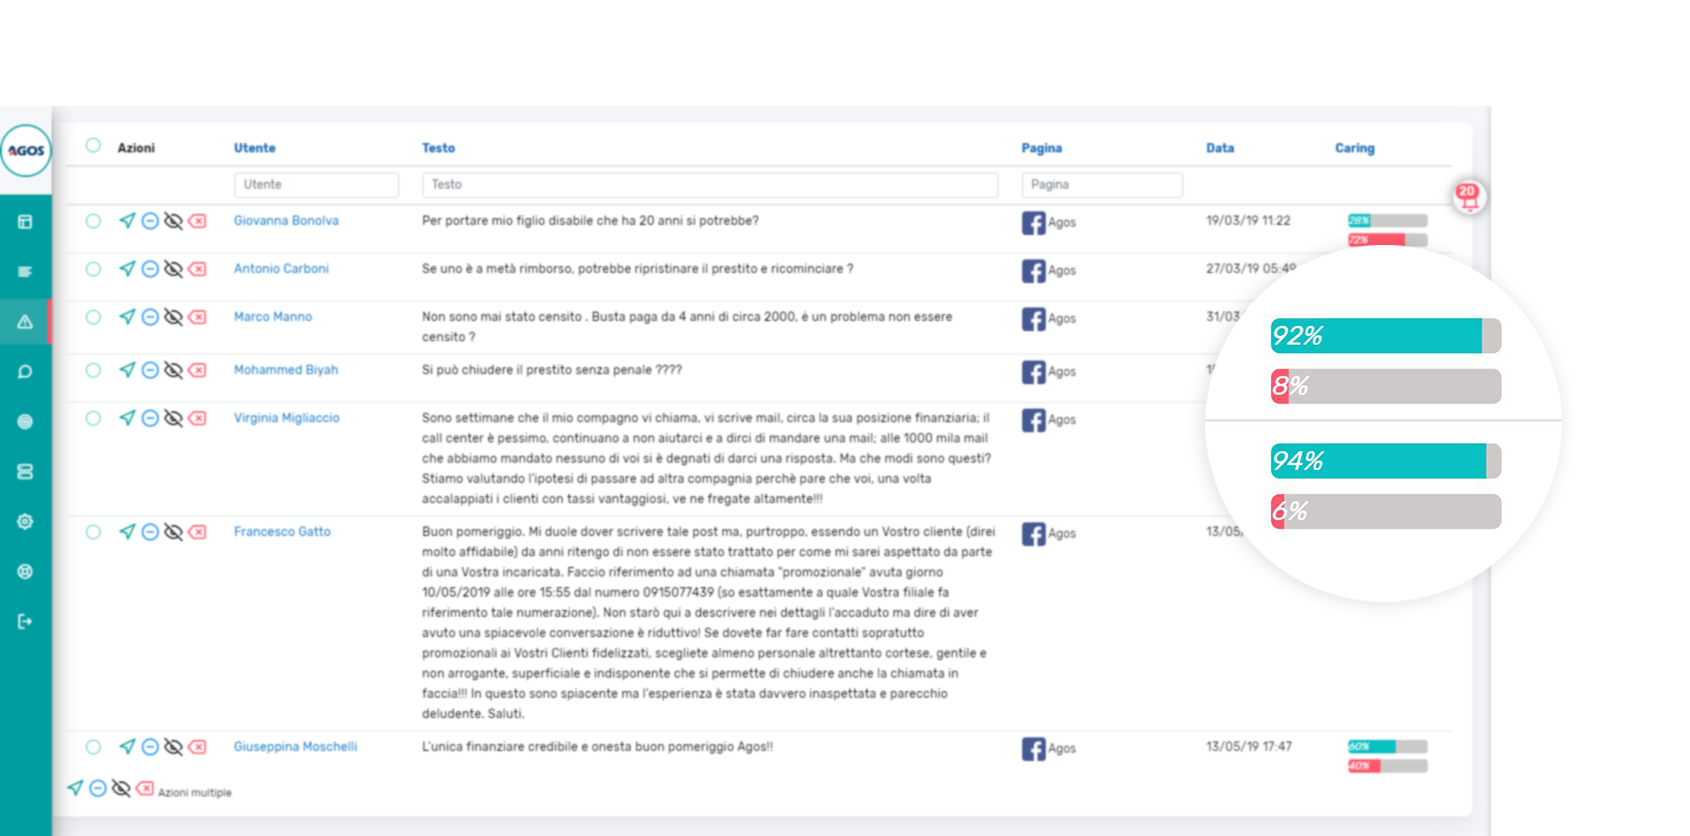 AGOS
Azioni Utente Testo Pagina Data Caring
Utente Testo Pagina
20
Giovanna Bonolva Per portare mio figlio disabile che ha 20 anni si potrebbe? Agos 19/03/19 11:22 28%
72%
Antonio Carboni Se uno è a metà rimborso, potrebbe ripristinare il prestito e ricominciare ? Agos 27/03/19 05:49
Marco Manno Non sono mai stato censito . Busta paga da 4 anni di circa 2000, è un problema non essere Agos 31/03
censito ?
92%
Mohammed Biyah Si può chiudere il prestito senza penale ???? Agos
8%
Virginia Migliaccio Sono settimane che il mio compagno vi chiama, vi scrive mail, circa la sua posizione finanziaria; il Agos
call center è pessimo, continuano a non aiutarci e a dirci di mandare una mail; alle 1000 mila mail
che abbiamo mandato nessuno di voi si è degnati di darci una risposta. Ma che modi sono questi?
94%
Stiamo valutando l'ipotesi di passare ad altra compagnia perchè pare che voi, una volta
accalappiati i clienti con tassi vantaggiosi, ve ne fregate altamente!!!
6%
Francesco Gatto Buon pomeriggio. Mi duole dover scrivere tale post ma, purtroppo, essendo un Vostro cliente (direi Agos 13/05
molto affidabile) da anni ritengo di non essere stato trattato per come mi sarei aspettato da parte
di una Vostra incaricata. Faccio riferimento ad una chiamata "promozionale" avuta giorno
10/05/2019 alle ore 15:55 dal numero 0915077439 (so esattamente a quale Vostra filiale fa
riferimento tale numerazione). Non starò qui a descrivere nei dettagli l'accaduto ma dire di aver
avuto una spiacevole conversazione è riduttivo! Se dovete far fare contatti sopratutto
promozionali ai Vostri Clienti fidelizzati, scegliete almeno personale altrettanto cortese, gentile e
non arrogante, superficiale e indisponente che si permette di chiudere anche la chiamata in
faccia!!! In questo sono spiacente ma l'esperienza è stata davvero inaspettata e parecchio
deludente. Saluti.
Giuseppina Moschelli L'unica finanziare credibile e onesta buon pomeriggio Agos!! Agos 13/05/19 17:47 60%
40%
Azioni multiple